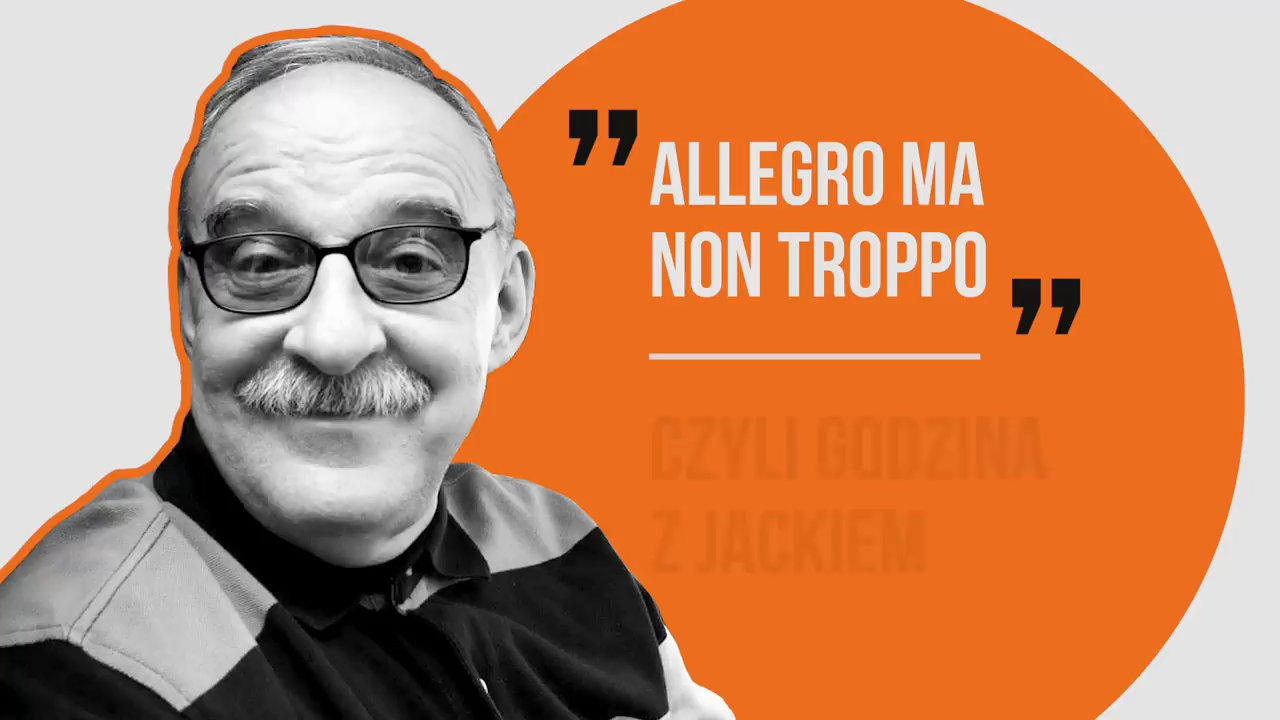 ”ALLEGRO MA
NON TROPPO”
CZYLI GODZINA
Z JACKIEM